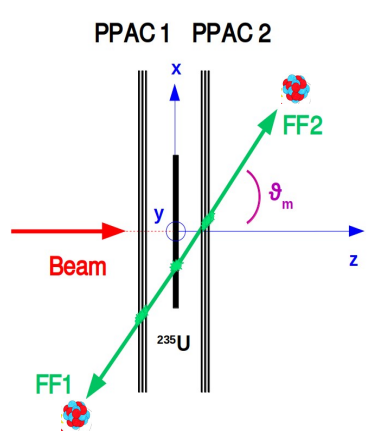 PPAC 1 PPAC 2
x
FF2
ϑm
y
z
Beam
²³⁵U
FF1